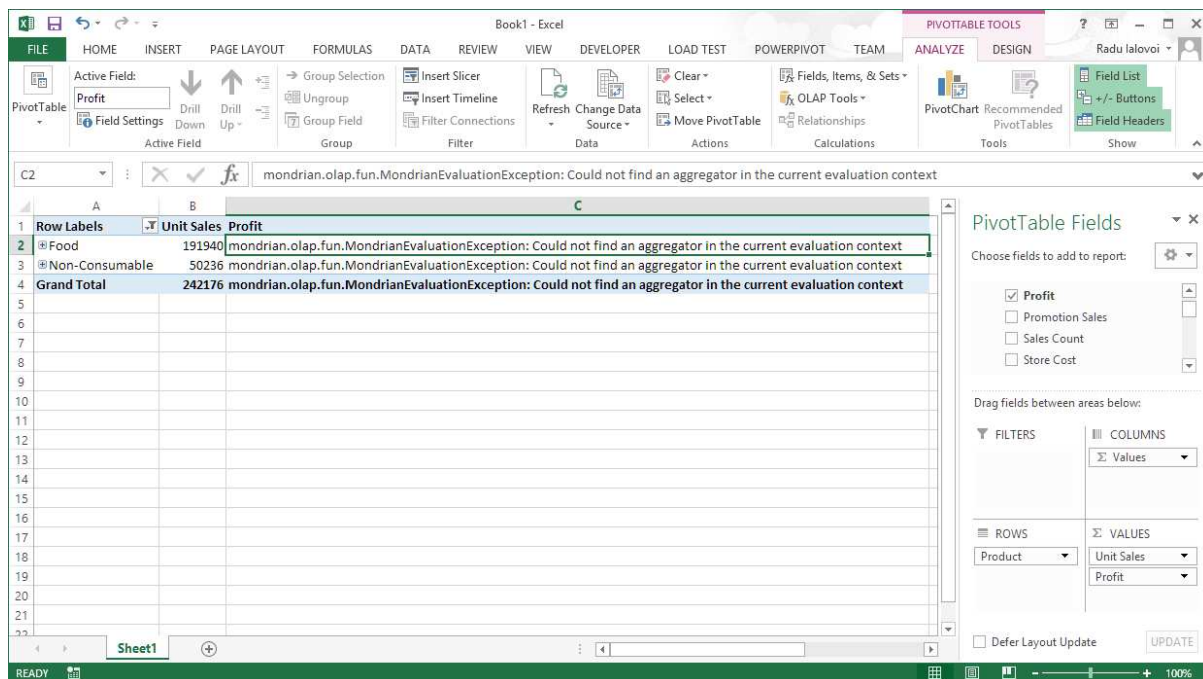 Book1 - Excel
PIVOTTABLE TOOLS
?
FILE HOME INSERT PAGE LAYOUT FORMULAS DATA REVIEW VIEW DEVELOPER LOAD TEST POWERPIVOT TEAM ANALYZE DESIGN Radu Ialovoi
PivotTable
Active Field:
Profit
Field Settings
Drill Down
Drill Up
Active Field
Group Selection
Ungroup
Group Field
Group
Insert Slicer
Insert Timeline
Filter Connections
Filter
Refresh
Change Data Source
Data
Clear
Select
Move PivotTable
Actions
Fields, Items, & Sets
OLAP Tools
Relationships
Calculations
PivotChart
Recommended PivotTables
Tools
Field List
+/- Buttons
Field Headers
Show
C2 fx mondrian.olap.fun.MondrianEvaluationException: Could not find an aggregator in the current evaluation context
A B C
1 Row Labels Unit Sales Profit
2 Food 191940 mondrian.olap.fun.MondrianEvaluationException: Could not find an aggregator in the current evaluation context
3 Non-Consumable 50236 mondrian.olap.fun.MondrianEvaluationException: Could not find an aggregator in the current evaluation context
4 Grand Total 242176 mondrian.olap.fun.MondrianEvaluationException: Could not find an aggregator in the current evaluation context
5
6
7
8
9
10
11
12
13
14
15
16
17
18
19
20
21
22
PivotTable Fields
Choose fields to add to report:
Profit
Promotion Sales
Sales Count
Store Cost
Drag fields between areas below:
FILTERS
COLUMNS
Σ Values
ROWS
Product
Σ VALUES
Unit Sales
Profit
Defer Layout Update
UPDATE
Sheet1
READY
100%